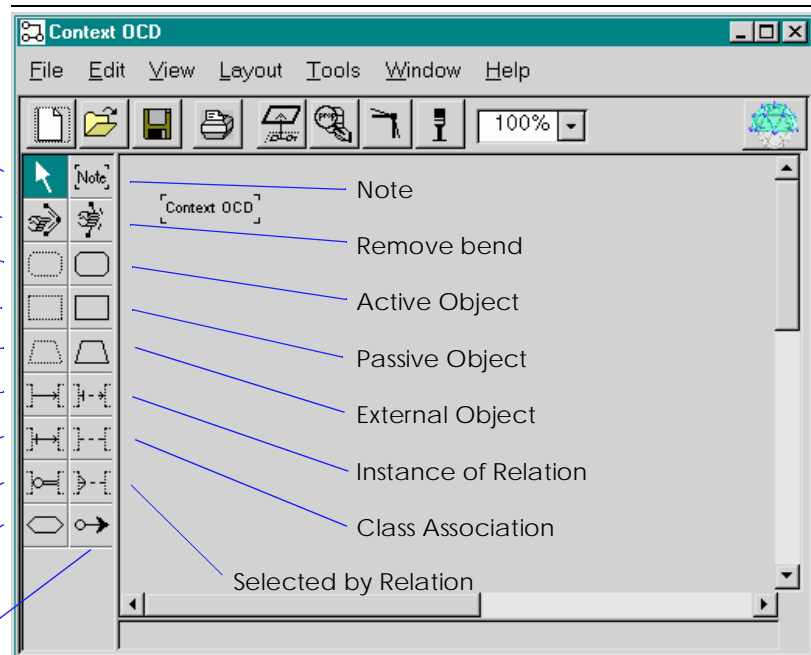 Context OCD
File Edit View Layout Tools Window Help
100%
[Note]
Note
[Context OCD]
Remove bend
Active Object
Passive Object
External Object
Instance of Relation
Class Association
Selected by Relation